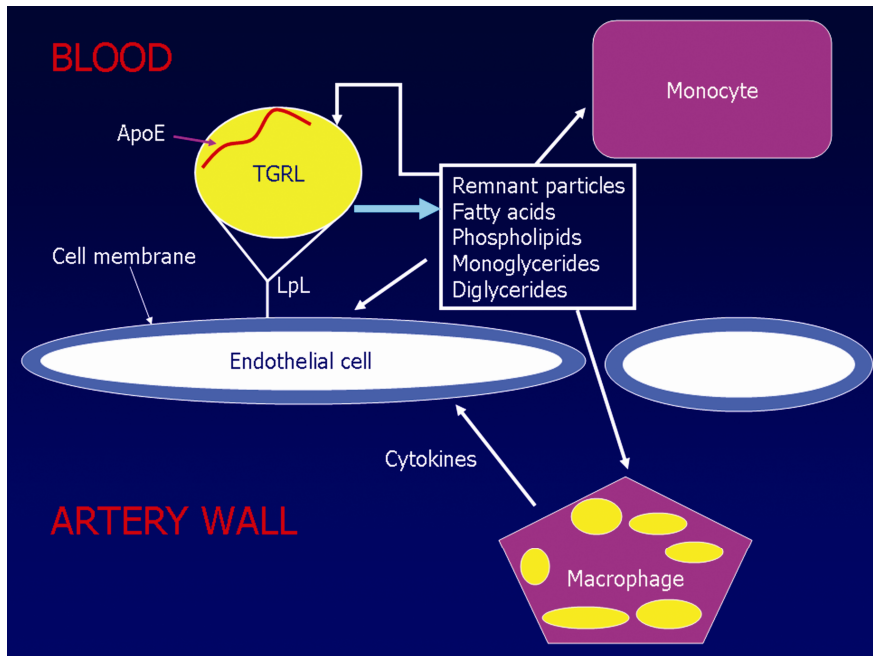 BLOOD
Monocyte
ApoE
TGRL
Remnant particles
Fatty acids
Phospholipids
Monoglycerides
Diglycerides
Cell membrane
LpL
Endothelial cell
Cytokines
ARTERY WALL
Macrophage